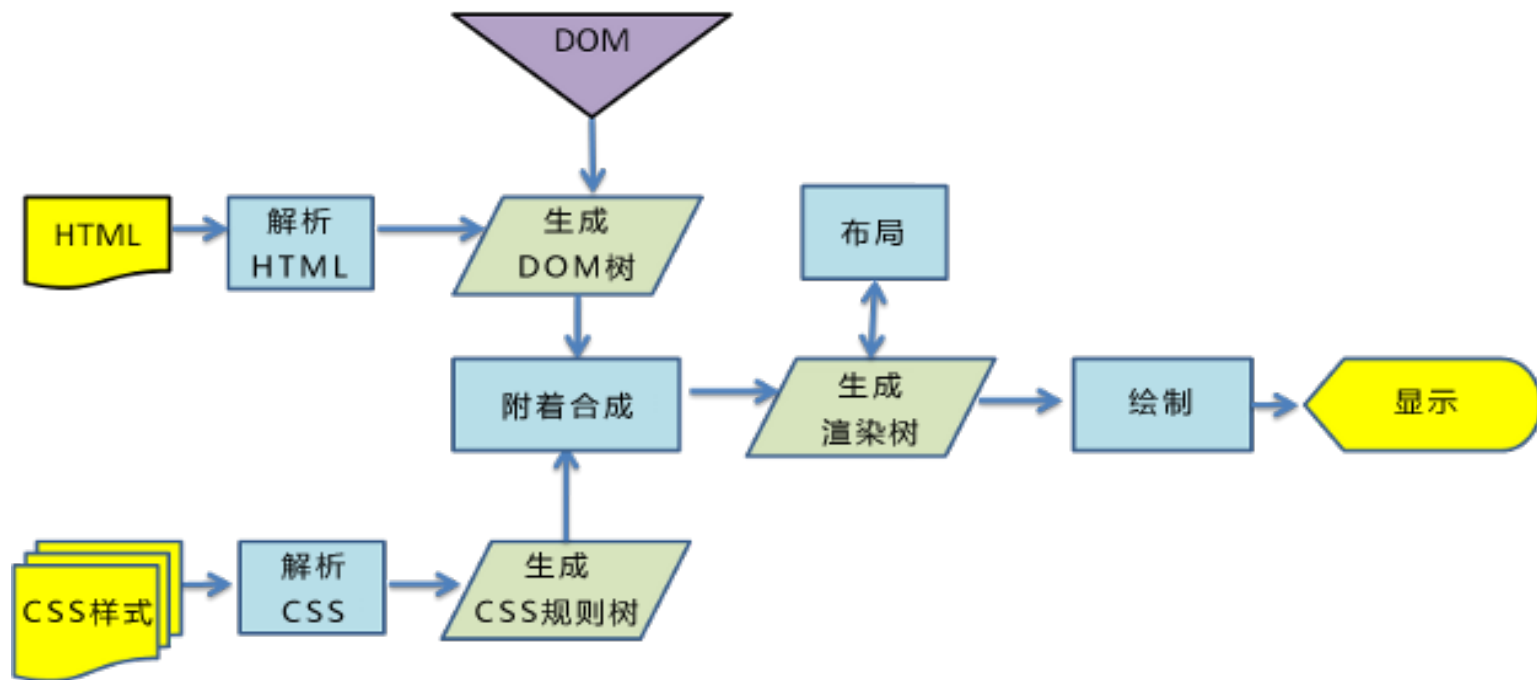 DOM
HTML
解析
HTML
生成
DOM树
布局
附着合成
生成
渲染树
绘制
显示
CSS样式
解析
CSS
生成
CSS规则树